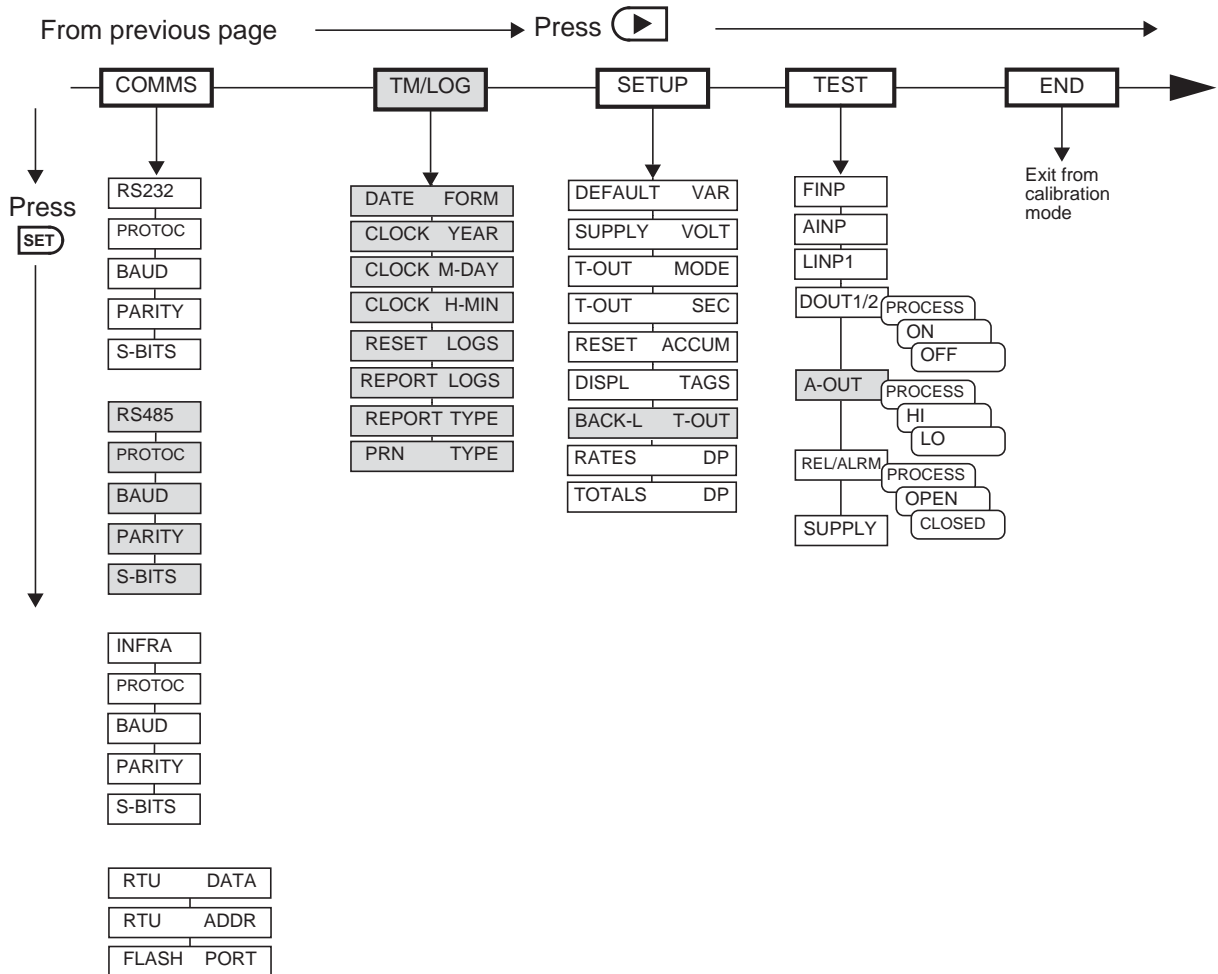 From previous page
Press
COMMS
TM/LOG
SETUP
TEST
END
Press
SET
RS232
PROTOC
BAUD
PARITY
S-BITS
RS485
PROTOC
BAUD
PARITY
S-BITS
INFRA
PROTOC
BAUD
PARITY
S-BITS
RTU DATA
RTU ADDR
FLASH PORT
DATE FORM
CLOCK YEAR
CLOCK M-DAY
CLOCK H-MIN
RESET LOGS
REPORT LOGS
REPORT TYPE
PRN TYPE
DEFAULT VAR
SUPPLY VOLT
T-OUT MODE
T-OUT SEC
RESET ACCUM
DISPL TAGS
BACK-L T-OUT
RATES DP
TOTALS DP
FINP
AINP
LINP1
DOUT1/2
PROCESS
ON
OFF
A-OUT
PROCESS
HI
LO
REL/ALRM
PROCESS
OPEN
CLOSED
SUPPLY
Exit from
calibration
mode